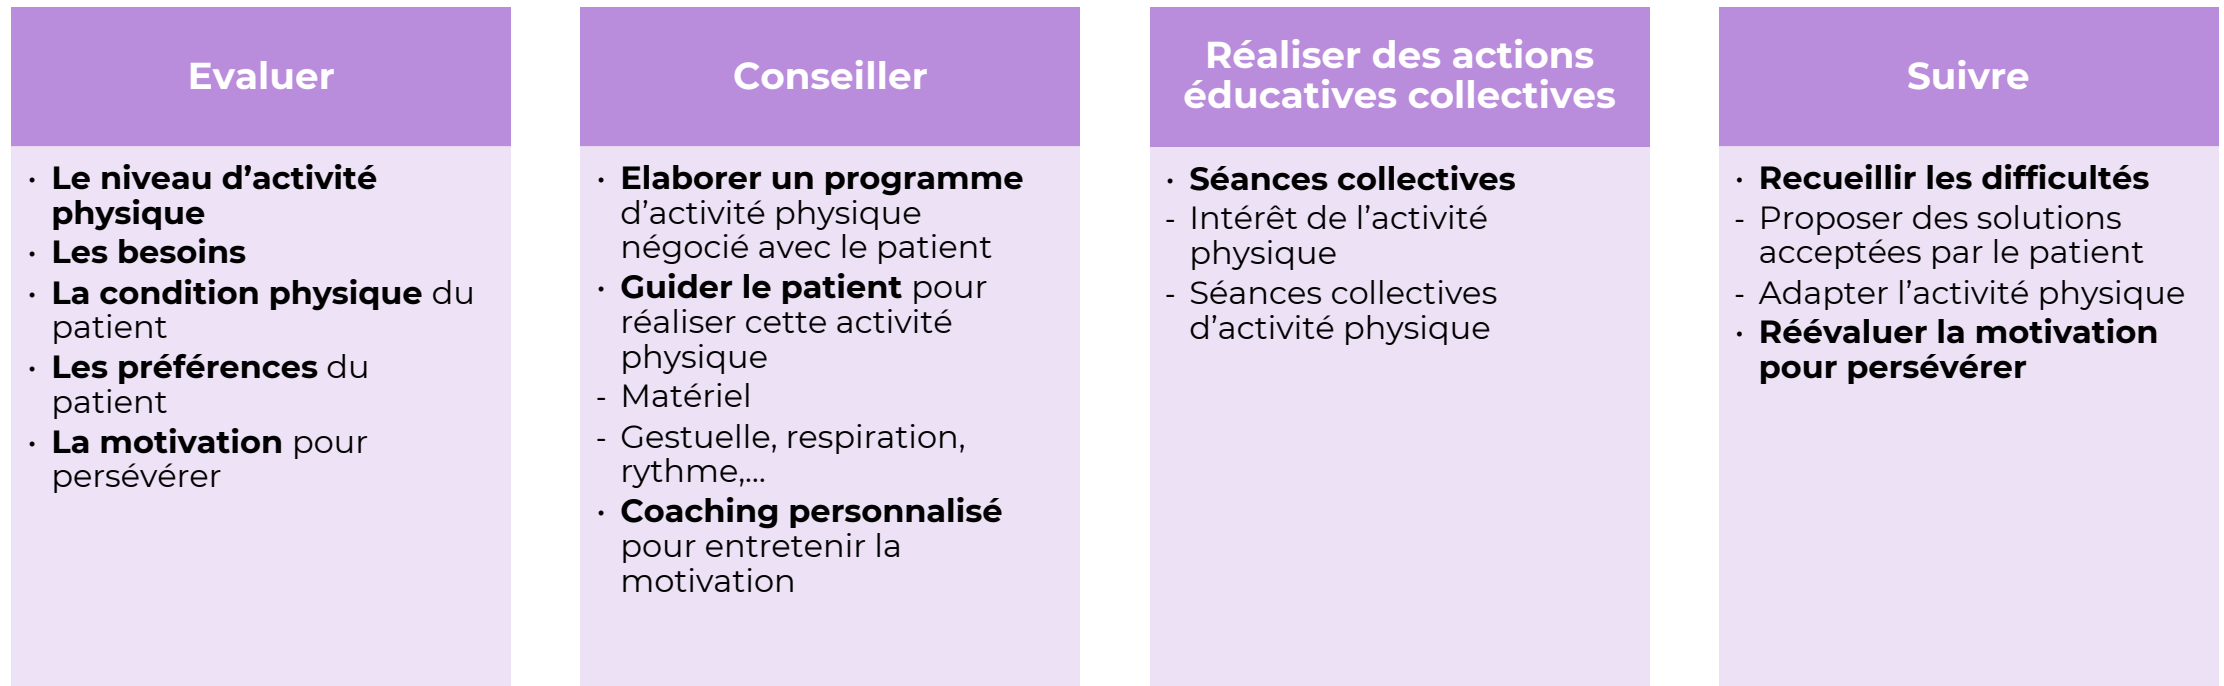 Evaluer
· Le niveau d’activité
physique
· Les besoins
· La condition physique du
patient
· Les préférences du
patient
· La motivation pour
persévérer
Conseiller
· Elaborer un programme
d’activité physique
négocié avec le patient
· Guider le patient pour
réaliser cette activité
physique
- Matériel
- Gestuelle, respiration,
rythme,...
· Coaching personnalisé
pour entretenir la
motivation
Réaliser des actions
éducatives collectives
· Séances collectives
- Intérêt de l’activité
physique
- Séances collectives
d’activité physique
Suivre
· Recueillir les difficultés
- Proposer des solutions
acceptées par le patient
- Adapter l’activité physique
· Réévaluer la motivation
pour persévérer